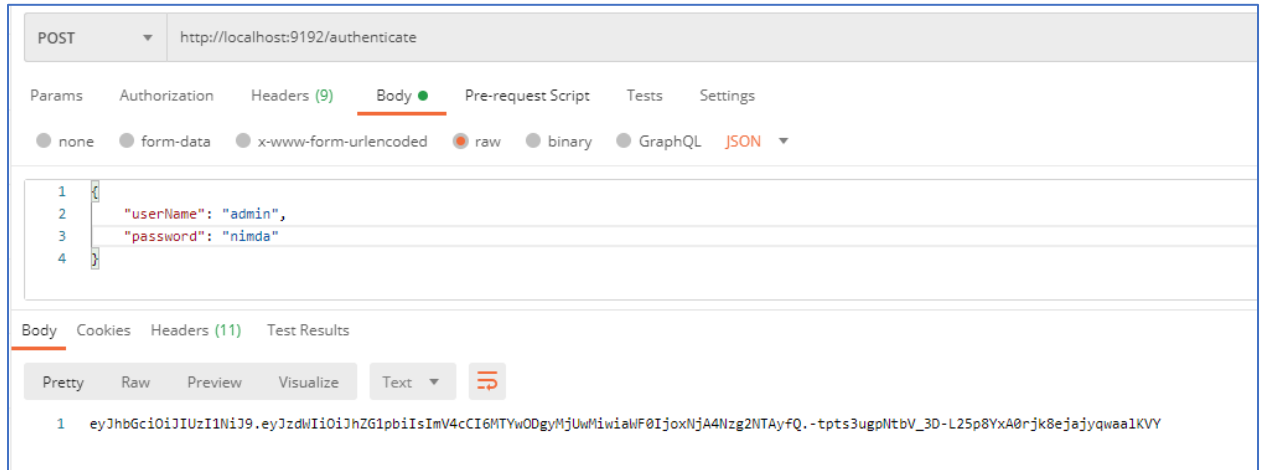 POST http://localhost:9192/authenticate
Params Authorization Headers (9) Body Pre-request Script Tests Settings
none form-data x-www-form-urlencoded raw binary GraphQL JSON
1 {
2 "userName": "admin",
3 "password": "nimda"
4 }
Body Cookies Headers (11) Test Results
Pretty Raw Preview Visualize Text
1 eyJhbGciOiJIUzI1NiJ9.eyJzdWIiOiJhZG1pbiIsImV4cCI6MTYwODgyMjUwMiwiaWF0IjoxNjA4Nzg2NTAyfQ.-tpts3ugpNtbV_3D-L25p8YxA0rjk8ejajyqwaalKVY